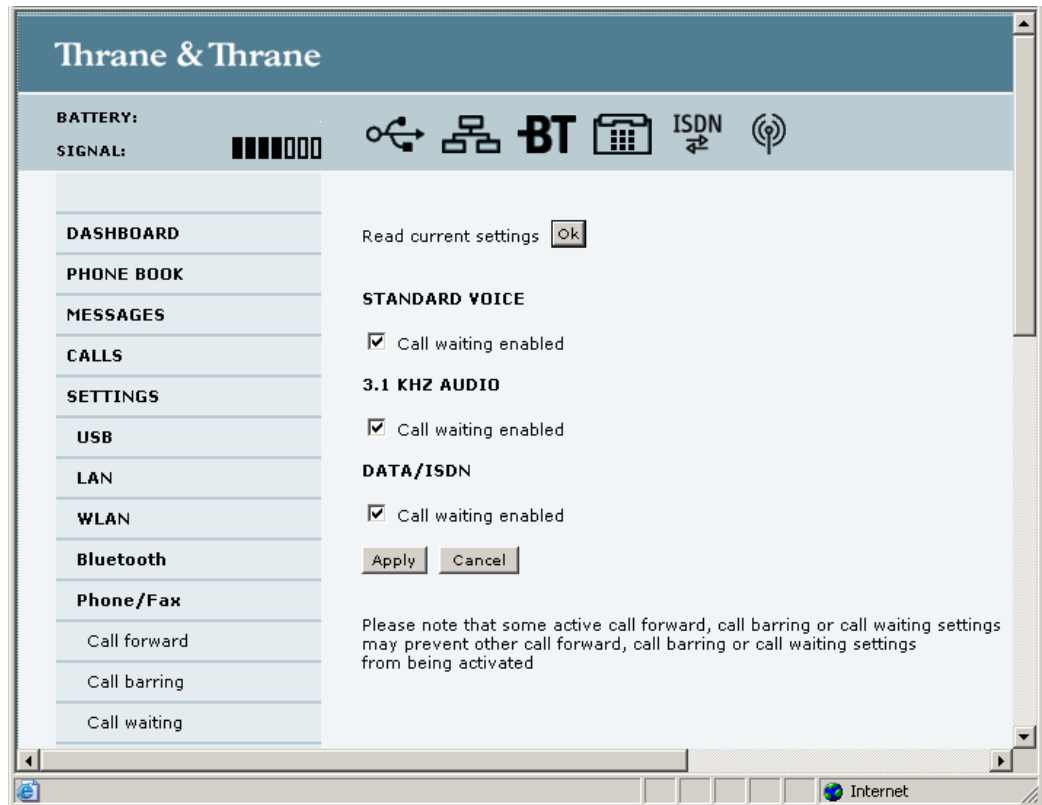 Thrane & Thrane
BATTERY:
SIGNAL:
BT
ISDN
DASHBOARD
PHONE BOOK
MESSAGES
CALLS
SETTINGS
USB
LAN
WLAN
Bluetooth
Phone/Fax
Call forward
Call barring
Call waiting
Read current settings Ok
STANDARD VOICE
Call waiting enabled
3.1 KHZ AUDIO
Call waiting enabled
DATA/ISDN
Call waiting enabled
Apply Cancel
Please note that some active call forward, call barring or call waiting settings
may prevent other call forward, call barring or call waiting settings
from being activated
Internet